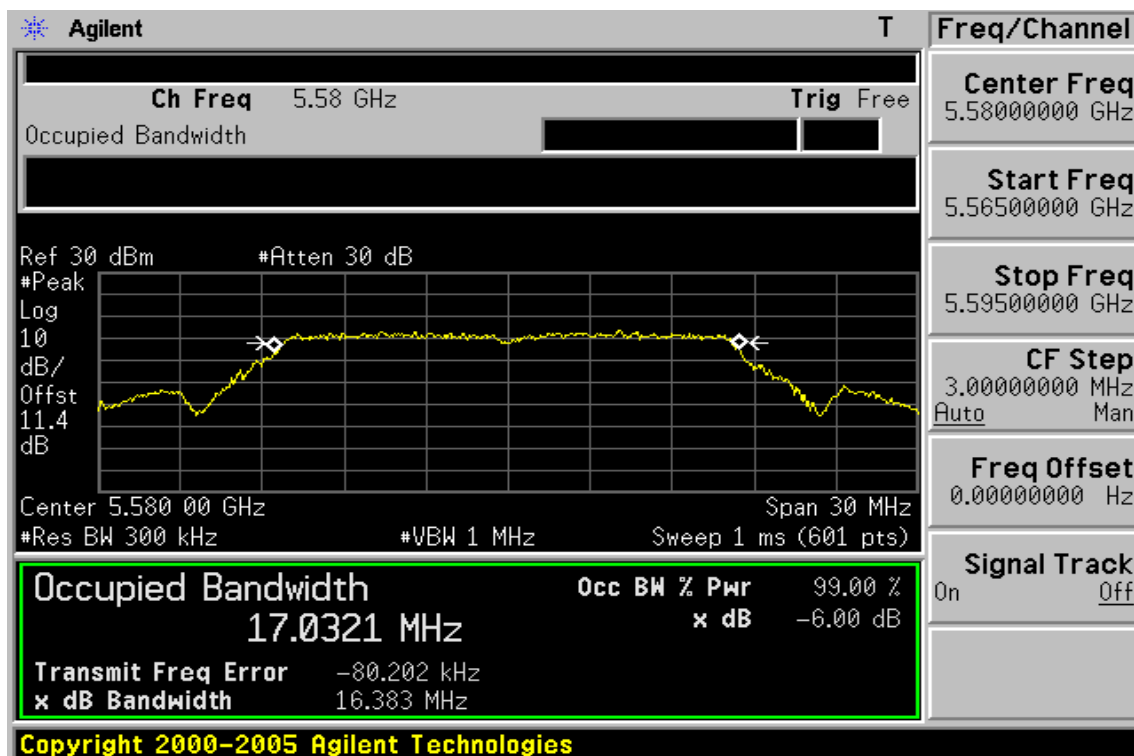 Agilent T
Ch Freq 5.58 GHz Trig Free
Occupied Bandwidth
Ref 30 dBm #Atten 30 dB
#Peak
Log
10
dB/
Offst
11.4
dB
Center 5.580 00 GHz Span 30 MHz
#Res BW 300 kHz #VBW 1 MHz Sweep 1 ms (601 pts)
Occupied Bandwidth
17.0321 MHz
Occ BW % Pwr 99.00 %
x dB -6.00 dB
Transmit Freq Error -80.202 kHz
x dB Bandwidth 16.383 MHz
Copyright 2000-2005 Agilent Technologies
Freq/Channel
Center Freq
5.58000000 GHz
Start Freq
5.56500000 GHz
Stop Freq
5.59500000 GHz
CF Step
3.00000000 MHz
Auto Man
Freq Offset
0.00000000 Hz
Signal Track
On Off